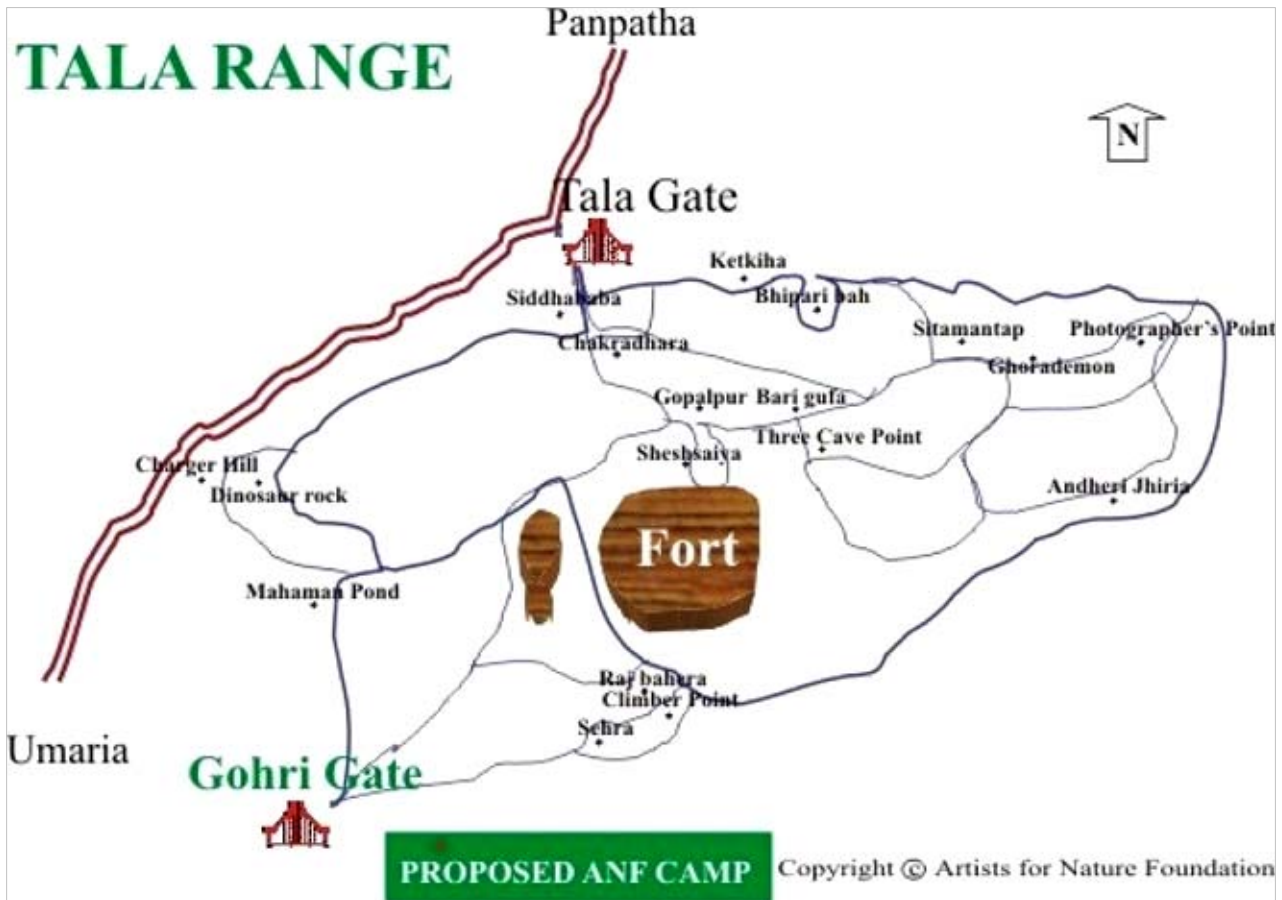 Panpatha
TALA RANGE
N
Tala Gate
Ketkiha
Siddhababa
Bhipari bah
Chakradhara
Sitamantap
Photographer's Point
Ghorademon
Gopalpur
Bari gufa
Three Cave Point
Sheshsaiya
Charger Hill
Dinosaur rock
Andheri Jhiria
Fort
Mahaman Pond
Raj bahera
Climber Point
Sehra
Umaria
Gohri Gate
PROPOSED ANF CAMP
Copyright © Artists for Nature Foundation